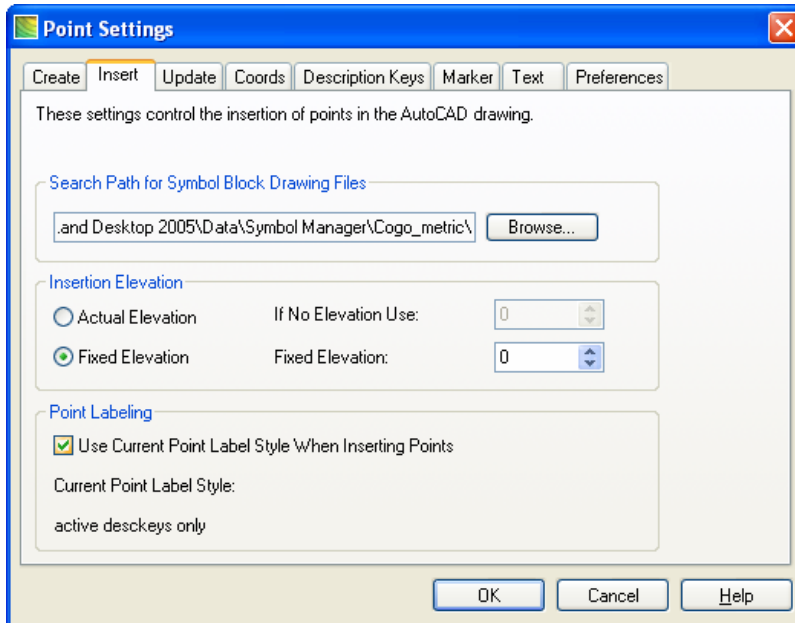 Point Settings
Create Insert Update Coords Description Keys Marker Text Preferences
These settings control the insertion of points in the AutoCAD drawing.
Search Path for Symbol Block Drawing Files
.and Desktop 2005\Data\Symbol Manager\Cogo_metric\ Browse...
Insertion Elevation
Actual Elevation If No Elevation Use: 0
Fixed Elevation Fixed Elevation: 0
Point Labeling
Use Current Point Label Style When Inserting Points
Current Point Label Style:
active desckeys only
OK Cancel Help